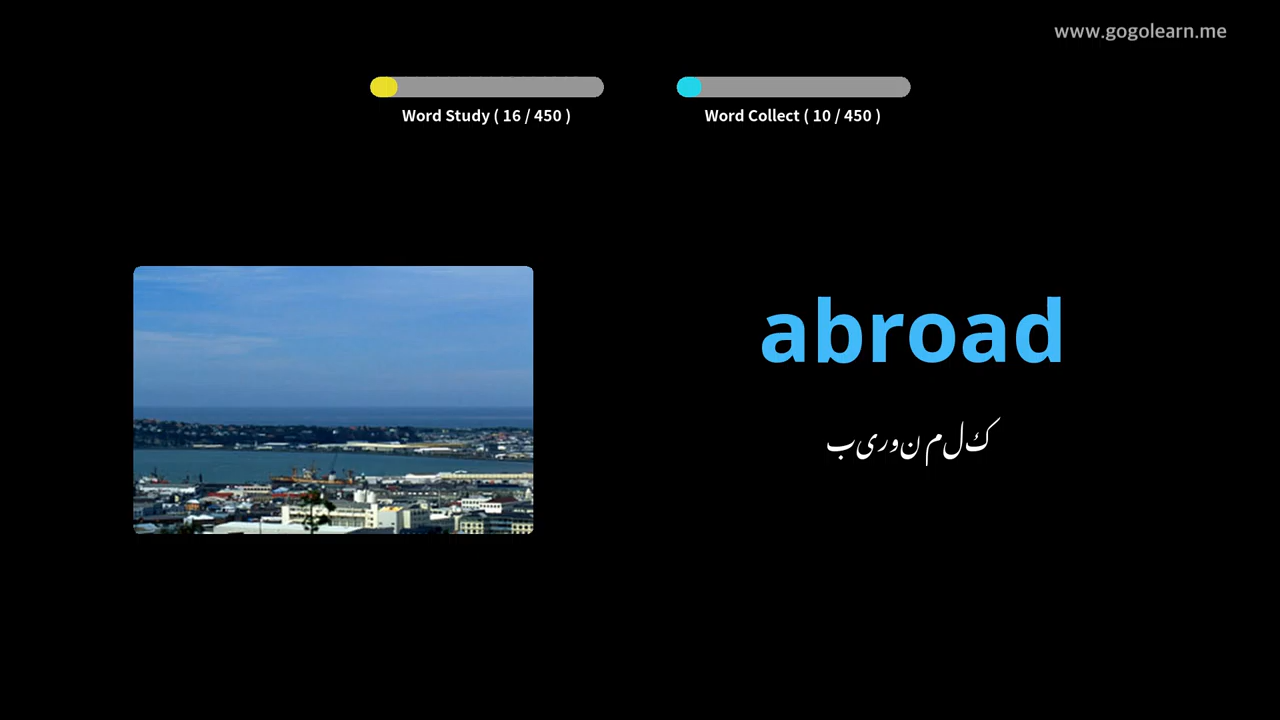 www.gogolearn.me
Word Study ( 16 / 450 )
Word Collect ( 10 / 450 )
abroad
بیرون ملک